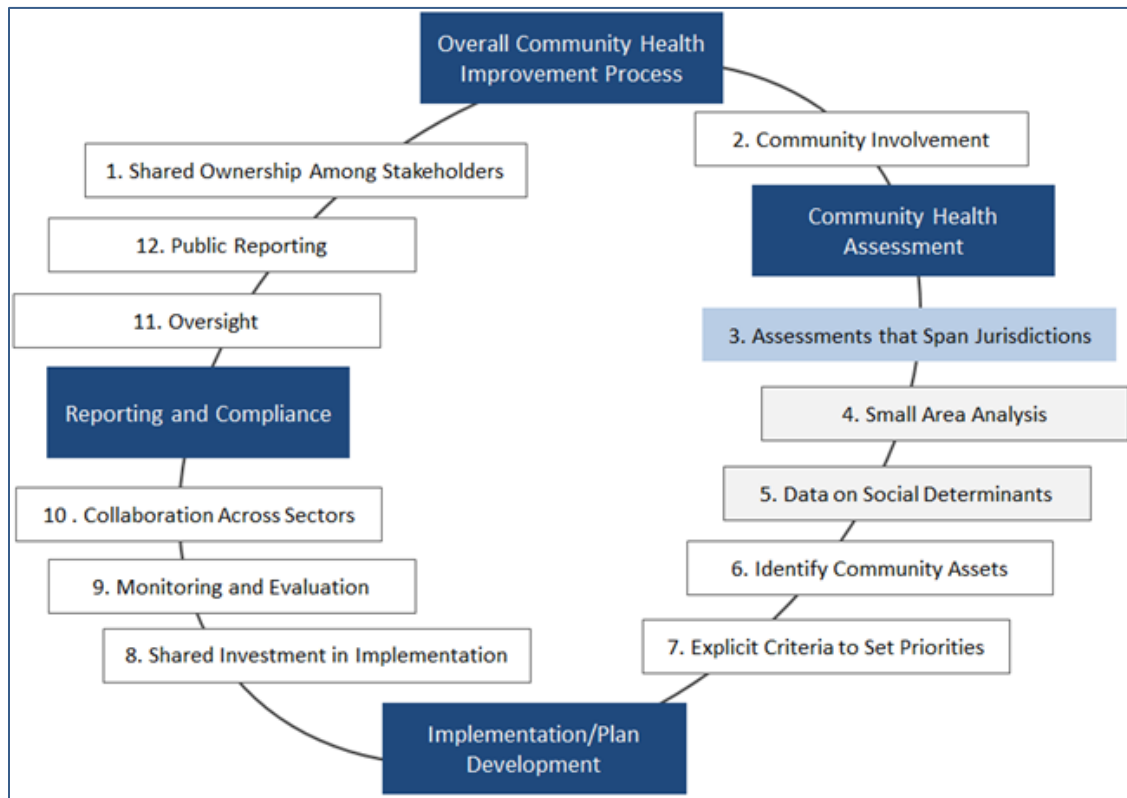 Overall Community Health
Improvement Process
2. Community Involvement
1. Shared Ownership Among Stakeholders
Community Health
Assessment
12. Public Reporting
11. Oversight
3. Assessments that Span Jurisdictions
Reporting and Compliance
4. Small Area Analysis
5. Data on Social Determinants
10 . Collaboration Across Sectors
6. Identify Community Assets
9. Monitoring and Evaluation
7. Explicit Criteria to Set Priorities
8. Shared Investment in Implementation
Implementation/Plan
Development